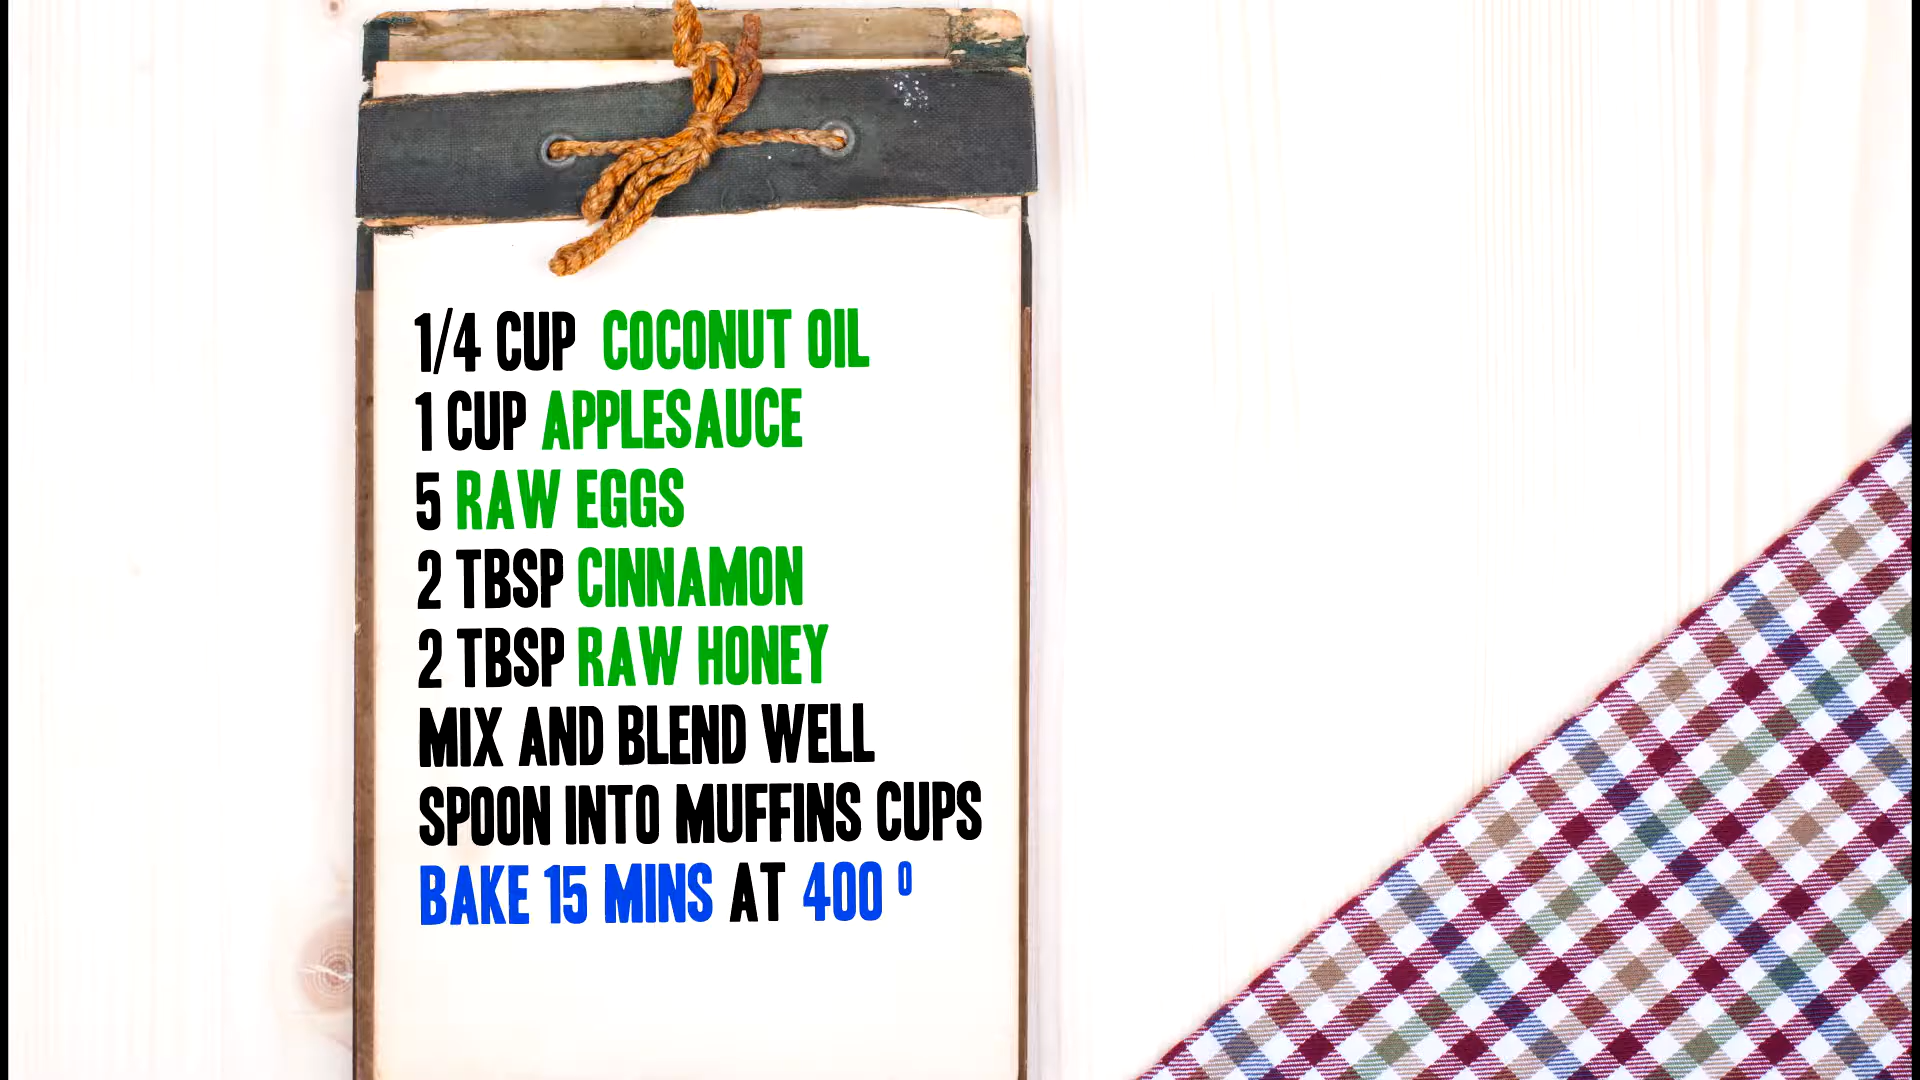 1/4 CUP COCONUT OIL
1 CUP APPLESAUCE
5 RAW EGGS
2 TBSP CINNAMON
2 TBSP RAW HONEY
MIX AND BLEND WELL
SPOON INTO MUFFINS CUPS
BAKE 15 MINS AT 400 º